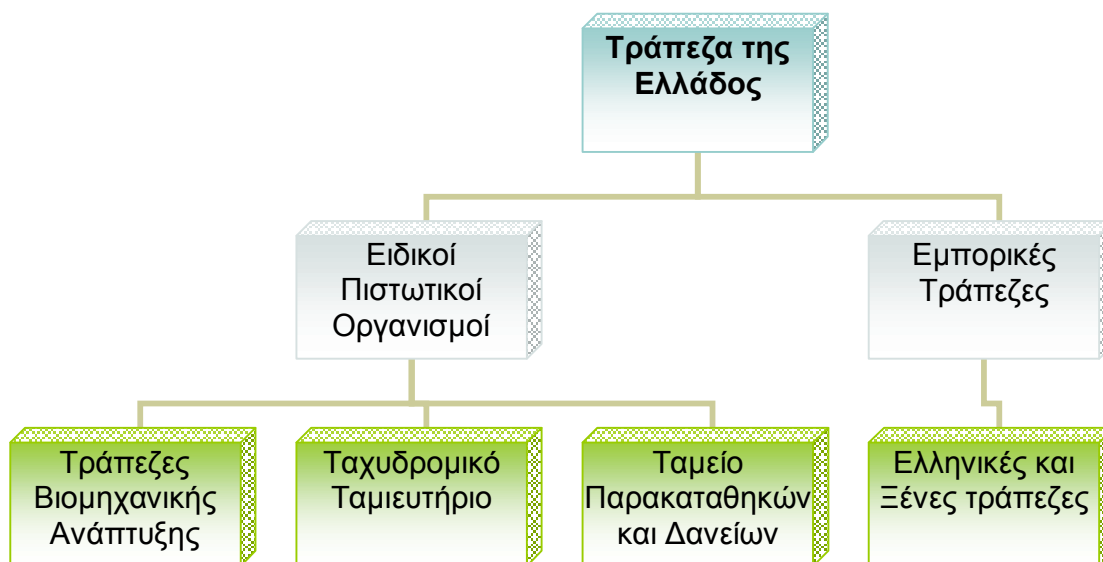 Τράπεζα της
Ελλάδος
Ειδικοί
Πιστωτικοί
Οργανισμοί
Εμπορικές
Τράπεζες
Τράπεζες
Βιομηχανικής
Ανάπτυξης
Ταχυδρομικό
Ταμιευτήριο
Ταμείο
Παρακαταθηκών
και Δανείων
Ελληνικές και
Ξένες τράπεζες